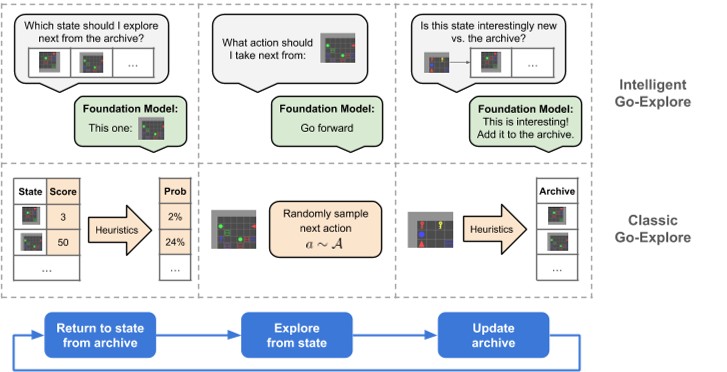 Which state should I explore
next from the archive?
...
Foundation Model:
This one:
What action should
I take next from:
Foundation Model:
Go forward
Is this state interestingly new
vs. the archive?
...
Foundation Model:
This is interesting!
Add it to the archive.
Intelligent
Go-Explore
State Score
3
50
...
Heuristics
Prob
2%
24%
...
Randomly sample
next action
a ∼ A
Heuristics
Archive
...
Classic
Go-Explore
Return to state
from archive
Explore
from state
Update
archive